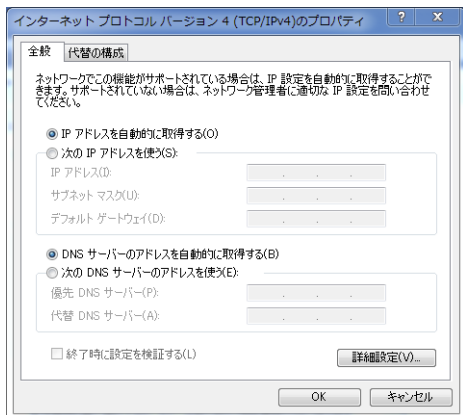 インターネット プロトコル バージョン 4 (TCP/IPv4)のプロパティ
全般 代替の構成
ネットワークでこの機能がサポートされている場合は、IP 設定を自動的に取得することがで
きます。サポートされていない場合は、ネットワーク管理者に適切な IP 設定を問い合わせ
てください。
IP アドレスを自動的に取得する(O)
次の IP アドレスを使う(S):
IP アドレス(I):
サブネット マスク(U):
デフォルト ゲートウェイ(D):
DNS サーバーのアドレスを自動的に取得する(B)
次の DNS サーバーのアドレスを使う(E):
優先 DNS サーバー(P):
代替 DNS サーバー(A):
終了時に設定を検証する(L)
詳細設定(V)...
OK キャンセル